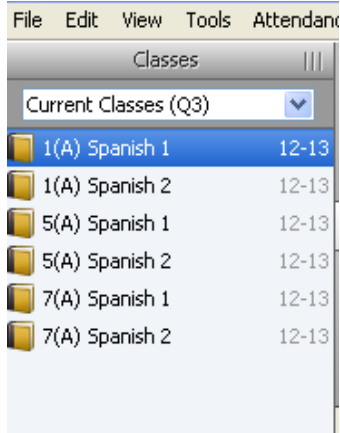 File Edit View Tools Attendanc
Classes
Current Classes (Q3)
1(A) Spanish 1 12-13
1(A) Spanish 2 12-13
5(A) Spanish 1 12-13
5(A) Spanish 2 12-13
7(A) Spanish 1 12-13
7(A) Spanish 2 12-13